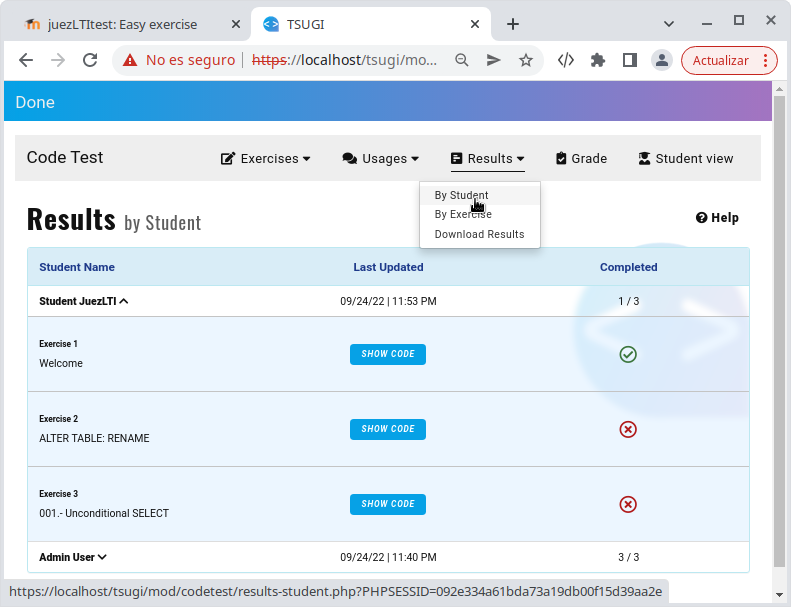 juezLTItest: Easy exercise
TSUGI
No es seguro
https://localhost/tsugi/mo...
Actualizar
Done
Code Test
Exercises
Usages
Results
Grade
Student view
By Student
By Exercise
Download Results
Results by Student
Help
Student Name Last Updated Completed
Student JuezLTI 09/24/22 | 11:53 PM 1 / 3
Exercise 1
Welcome
SHOW CODE
Exercise 2
ALTER TABLE: RENAME
SHOW CODE
Exercise 3
001.- Unconditional SELECT
SHOW CODE
Admin User 09/24/22 | 11:40 PM 3 / 3
https://localhost/tsugi/mod/codetest/results-student.php?PHPSESSID=092e334a61bda73a19db00f15d39aa2e